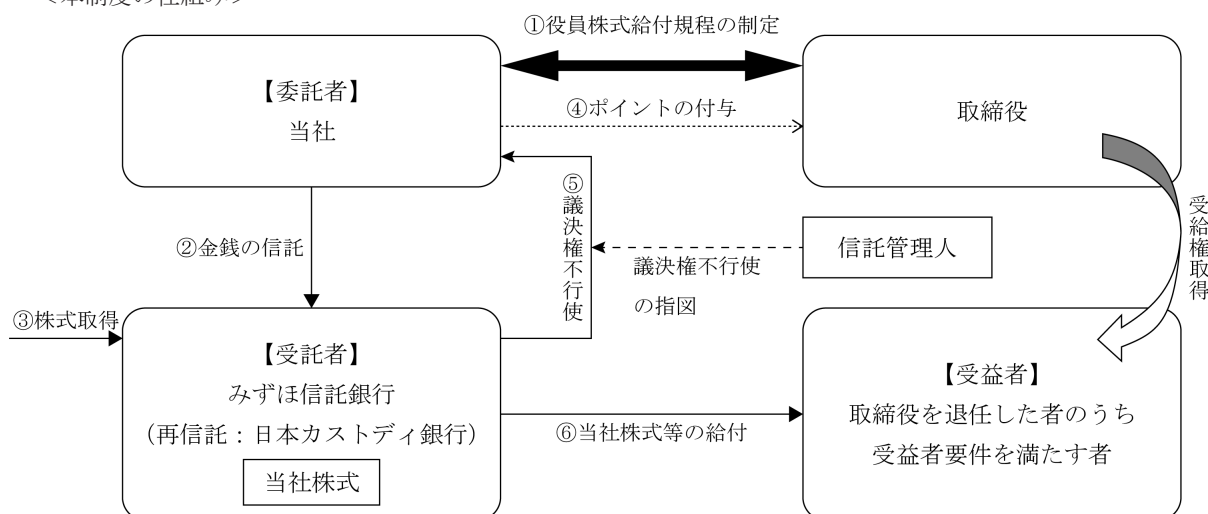 ＜本制度の仕組み＞
①役員株式給付規程の制定
【委託者】
当社
④ポイントの付与
取締役
⑤議決権不行使
受給権取得
②金銭の信託
信託管理人
議決権不行使
の指図
③株式取得
【受託者】
みずほ信託銀行
（再信託：日本カストディ銀行）
当社株式
⑥当社株式等の給付
【受益者】
取締役を退任した者のうち
受益者要件を満たす者